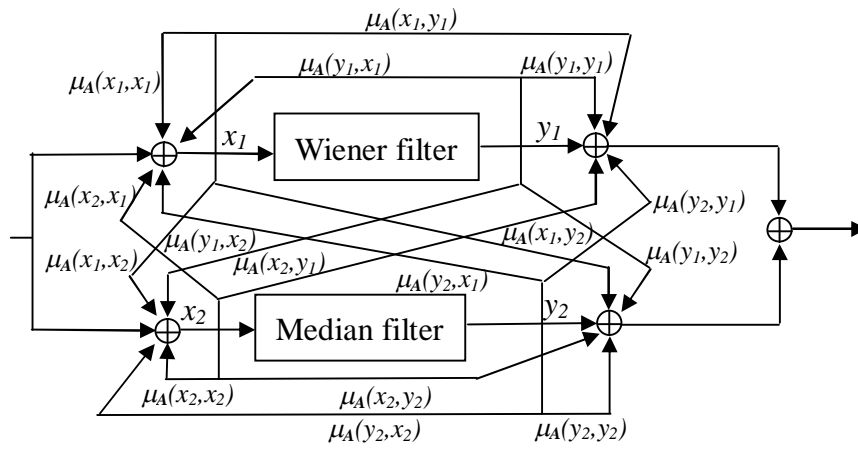 μA(x1,y1)
μA(y1,x1)
μA(y1,y1)
μA(x1,x1)
x1
Wiener filter
y1
μA(x2,x1)
μA(y2,y1)
μA(y1,x2)
μA(x1,y2)
μA(x1,x2)
μA(x2,y1)
μA(y1,y2)
μA(y2,x1)
x2
Median filter
y2
μA(x2,x2)
μA(x2,y2)
μA(y2,x2)
μA(y2,y2)